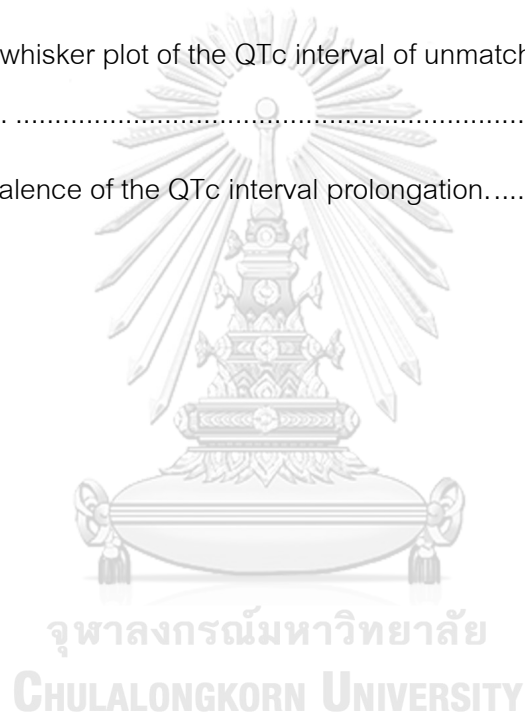 whisker plot of the QTc interval of unmatch
. ................................................................
alence of the QTc interval prolongation. ....
จุฬาลงกรณ์มหาวิทยาลัย
CHULALONGKORN UNIVERSITY